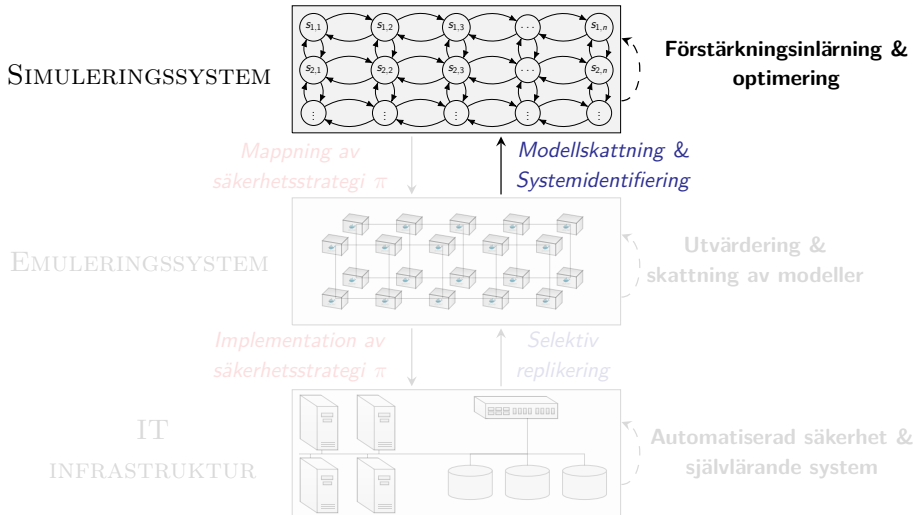 s1,1 s1,2 s1,3 ... s1,n
s2,1 s2,2 s2,3 ... s2,n
⋮ ⋮ ⋮ ⋮ ⋮
SIMULERINGSSYSTEM
Förstärkningsinlärning &
optimering
Mappning av
säkerhetsstrategi π
Modellskattning &
Systemidentifiering
EMULERINGSSYSTEM
Utvärdering &
skattning av modeller
Implementation av
säkerhetsstrategi π
Selektiv
replikering
IT
INFRASTRUKTUR
Automatiserad säkerhet &
självlärande system